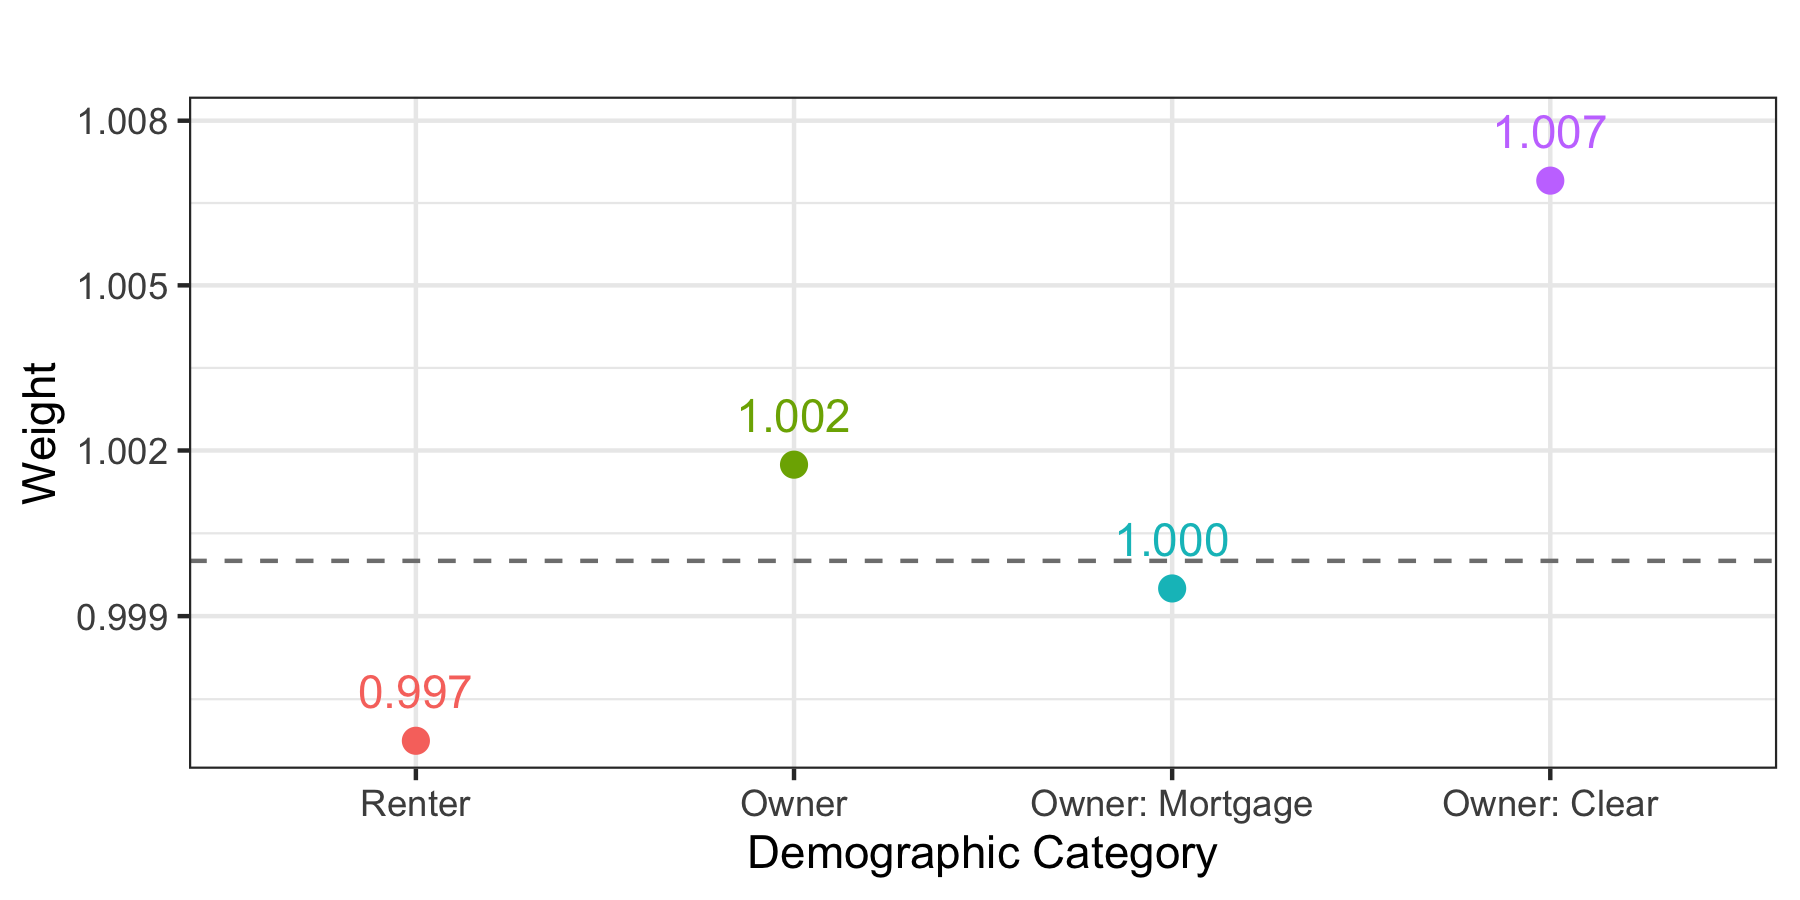 1.008
1.005
1.002
0.999
Weight
1.007
1.002
1.000
0.997
Renter
Owner
Owner: Mortgage
Owner: Clear
Demographic Category